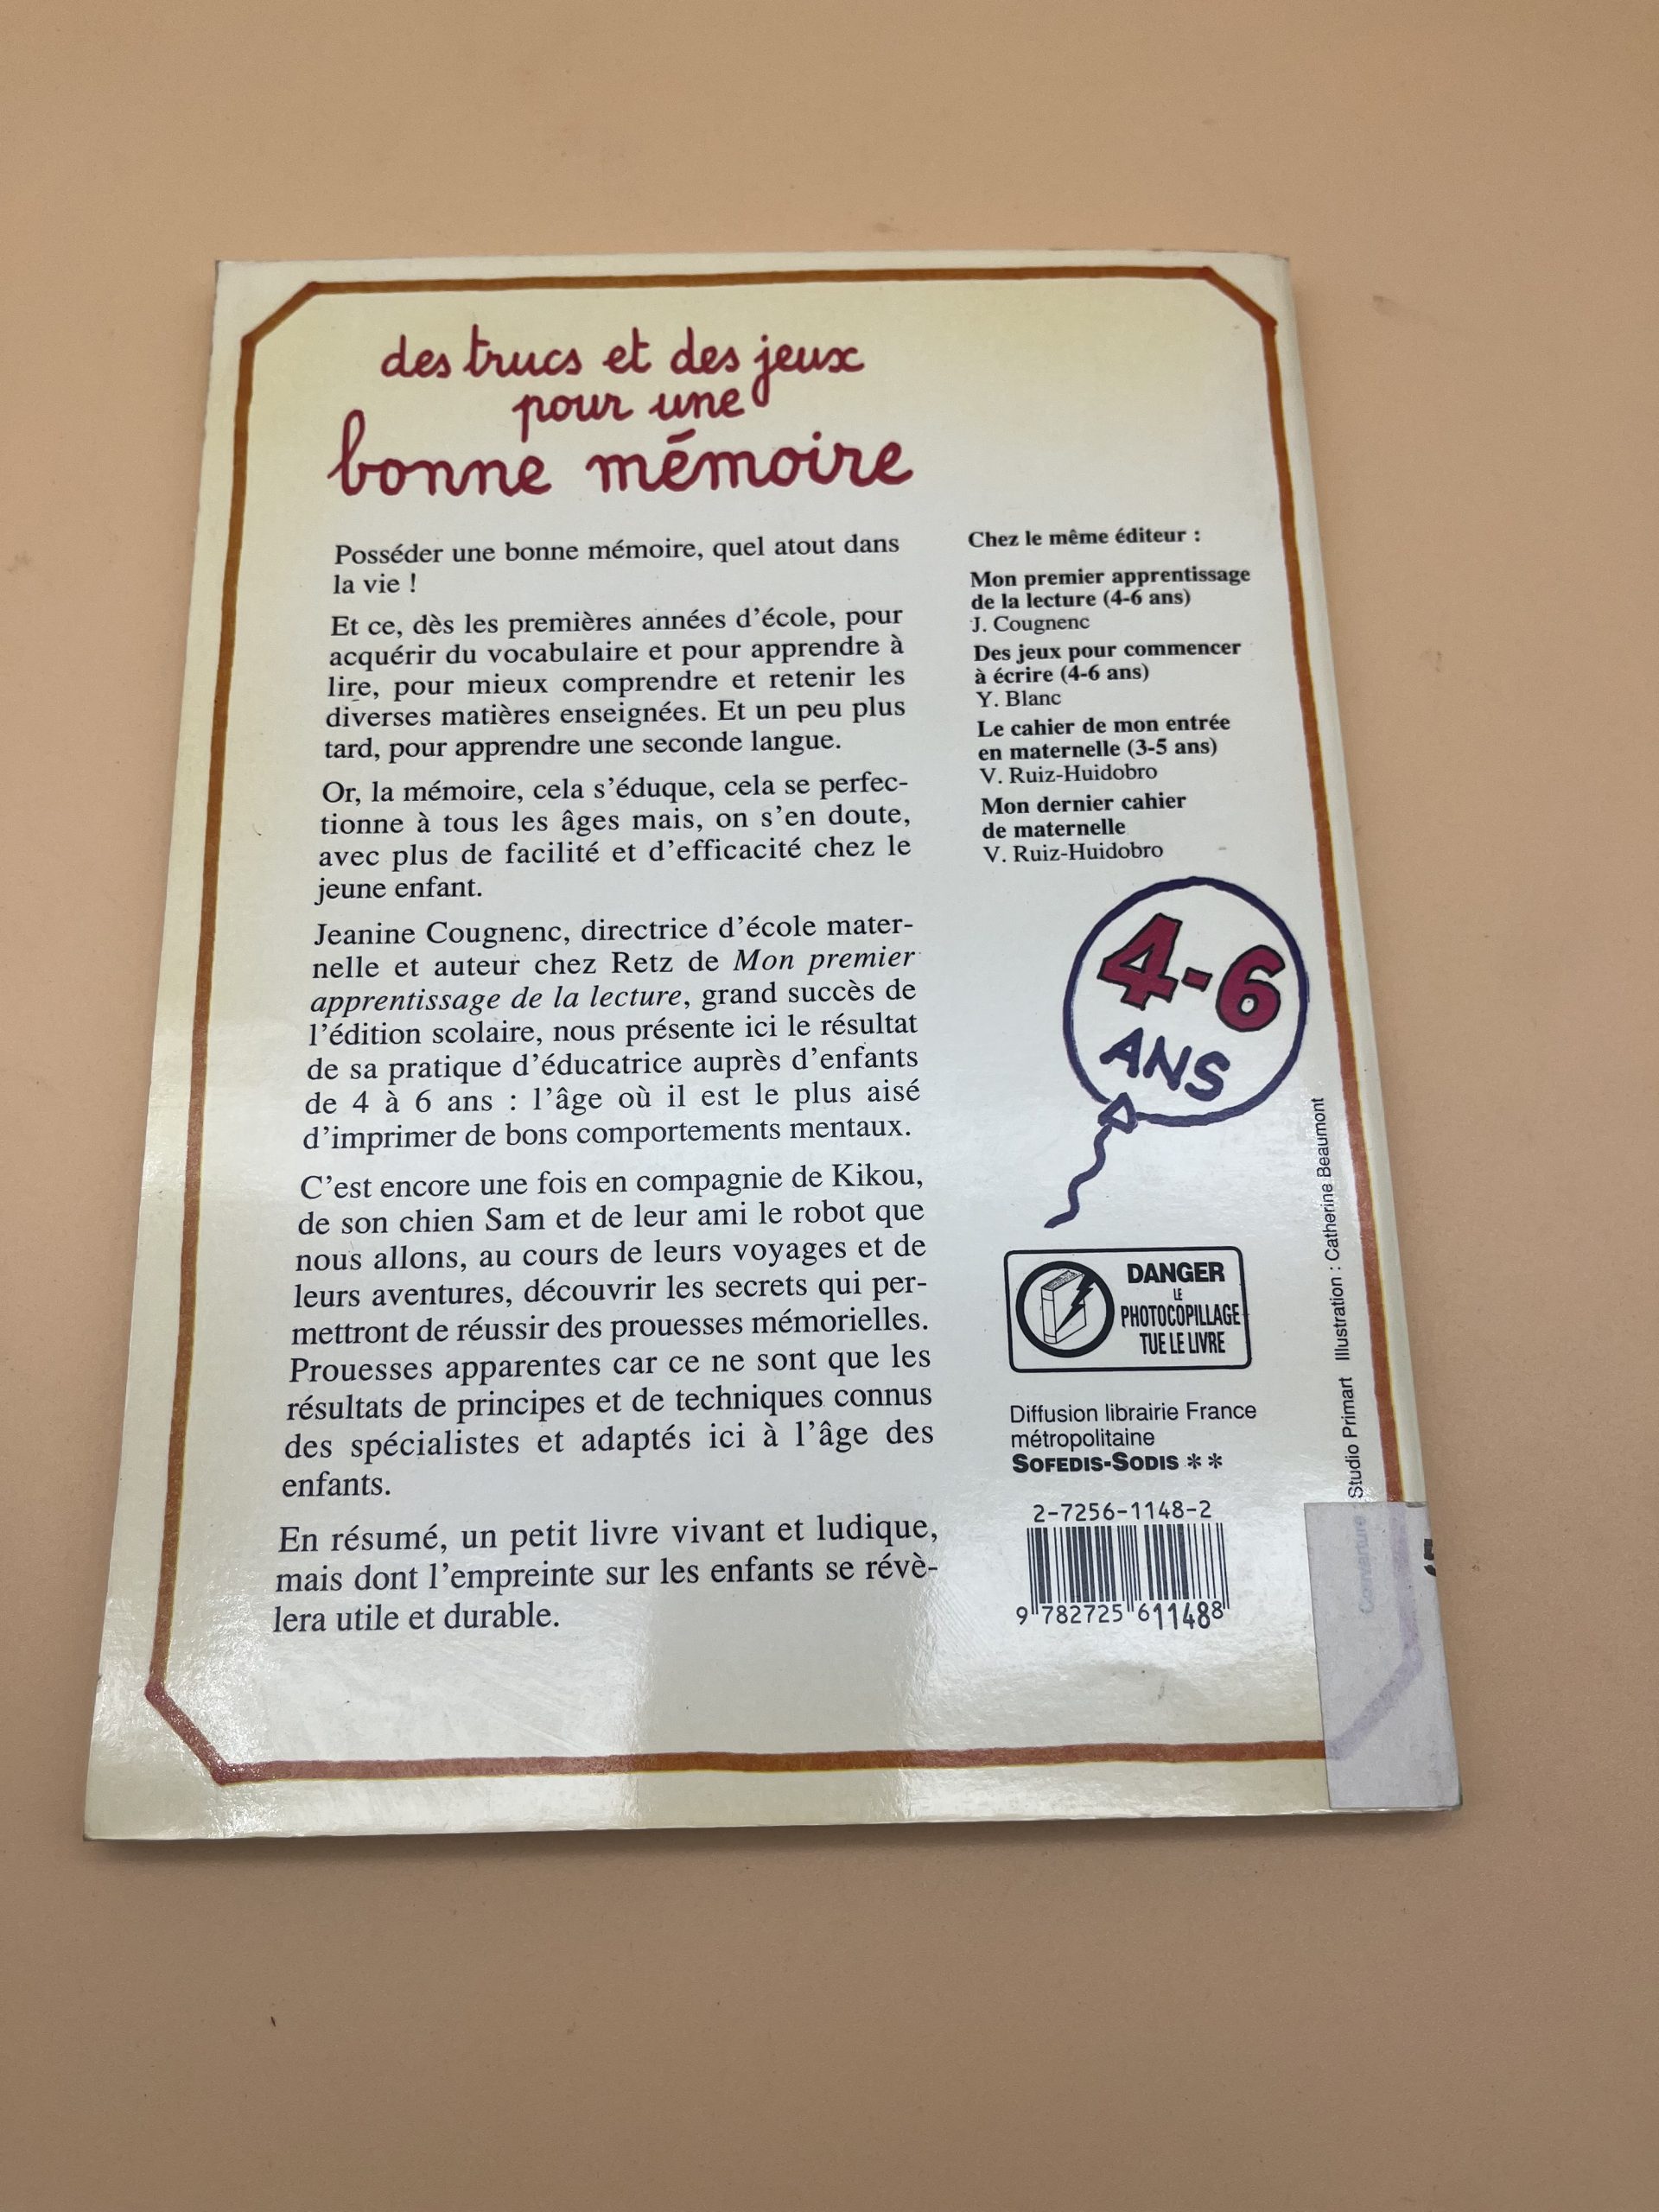 des trucs et des jeux
pour une
bonne mémoire
Posséder une bonne mémoire, quel atout dans
la vie !
Et ce, dès les premières années d'école, pour
acquérir du vocabulaire et pour apprendre à
lire, pour mieux comprendre et retenir les
diverses matières enseignées. Et un peu plus
tard, pour apprendre une seconde langue.
Or, la mémoire, cela s'éduque, cela se perfec-
tionne à tous les âges mais, on s'en doute,
avec plus de facilité et d'efficacité chez le
jeune enfant.
Jeanine Cougnenc, directrice d'école mater-
nelle et auteur chez Retz de Mon premier
apprentissage de la lecture, grand succès de
l'édition scolaire, nous présente ici le résultat
de sa pratique d'éducatrice auprès d'enfants
de 4 à 6 ans : l'âge où il est le plus aisé
d'imprimer de bons comportements mentaux.
C'est encore une fois en compagnie de Kikou,
de son chien Sam et de leur ami le robot que
nous allons, au cours de leurs voyages et de
leurs aventures, découvrir les secrets qui per-
mettront de réussir des prouesses mémorielles.
Prouesses apparentes car ce ne sont que les
résultats de principes et de techniques connus
des spécialistes et adaptés ici à l'âge des
enfants.
En résumé, un petit livre vivant et ludique,
mais dont l'empreinte sur les enfants se révè-
lera utile et durable.
Chez le même éditeur :
Mon premier apprentissage
de la lecture (4-6 ans)
J. Cougnenc
Des jeux pour commencer
à écrire (4-6 ans)
Y. Blanc
Le cahier de mon entrée
en maternelle (3-5 ans)
V. Ruiz-Huidobro
Mon dernier cahier
de maternelle
V. Ruiz-Huidobro
4-6
ANS
DANGER
LE
PHOTOCOPILLAGE
TUE LE LIVRE
Diffusion librairie France
métropolitaine
SOFEDIS-SODIS **
2-7256-1148-2
9 782725 611488
Illustration : Catherine Beaumont
Couverture Studio Primart